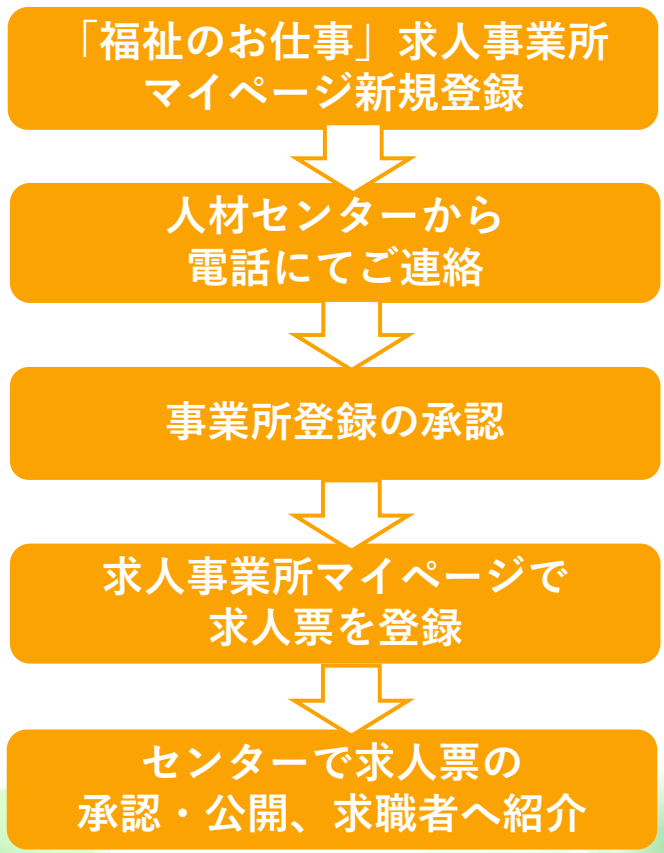 「福祉のお仕事」求人事業所
マイページ新規登録
人材センターから
電話にてご連絡
事業所登録の承認
求人事業所マイページで
求人票を登録
センターで求人票の
承認・公開、求職者へ紹介